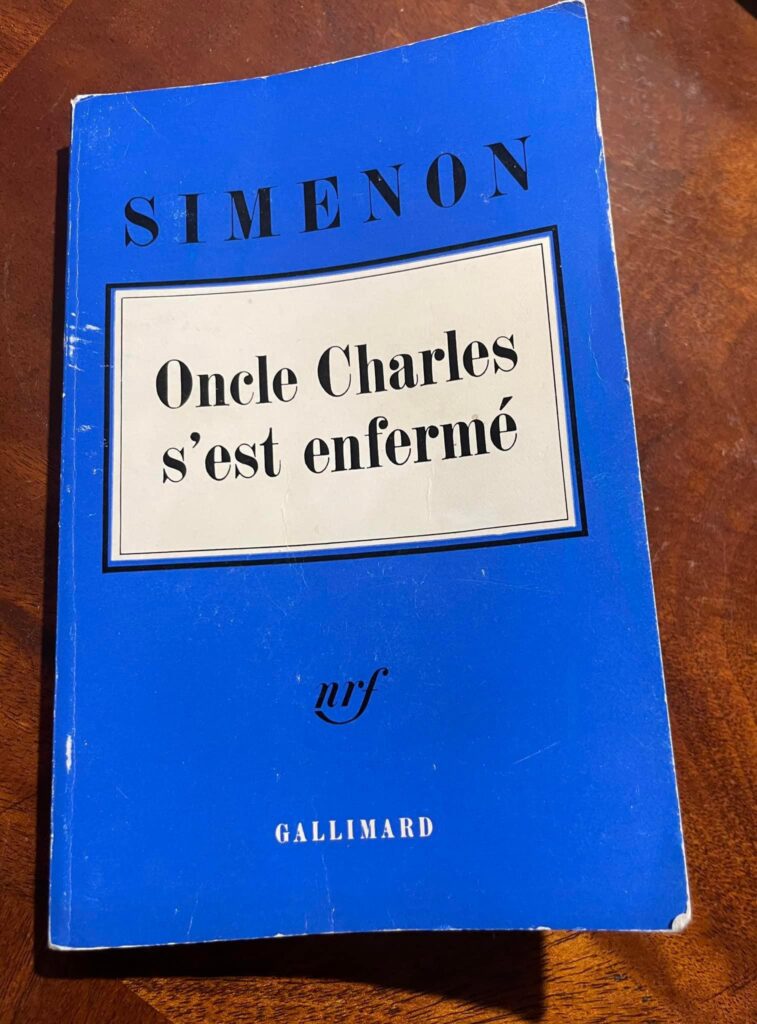 SIMENON
Oncle Charles
s'est enfermé
nrf
GALLIMARD